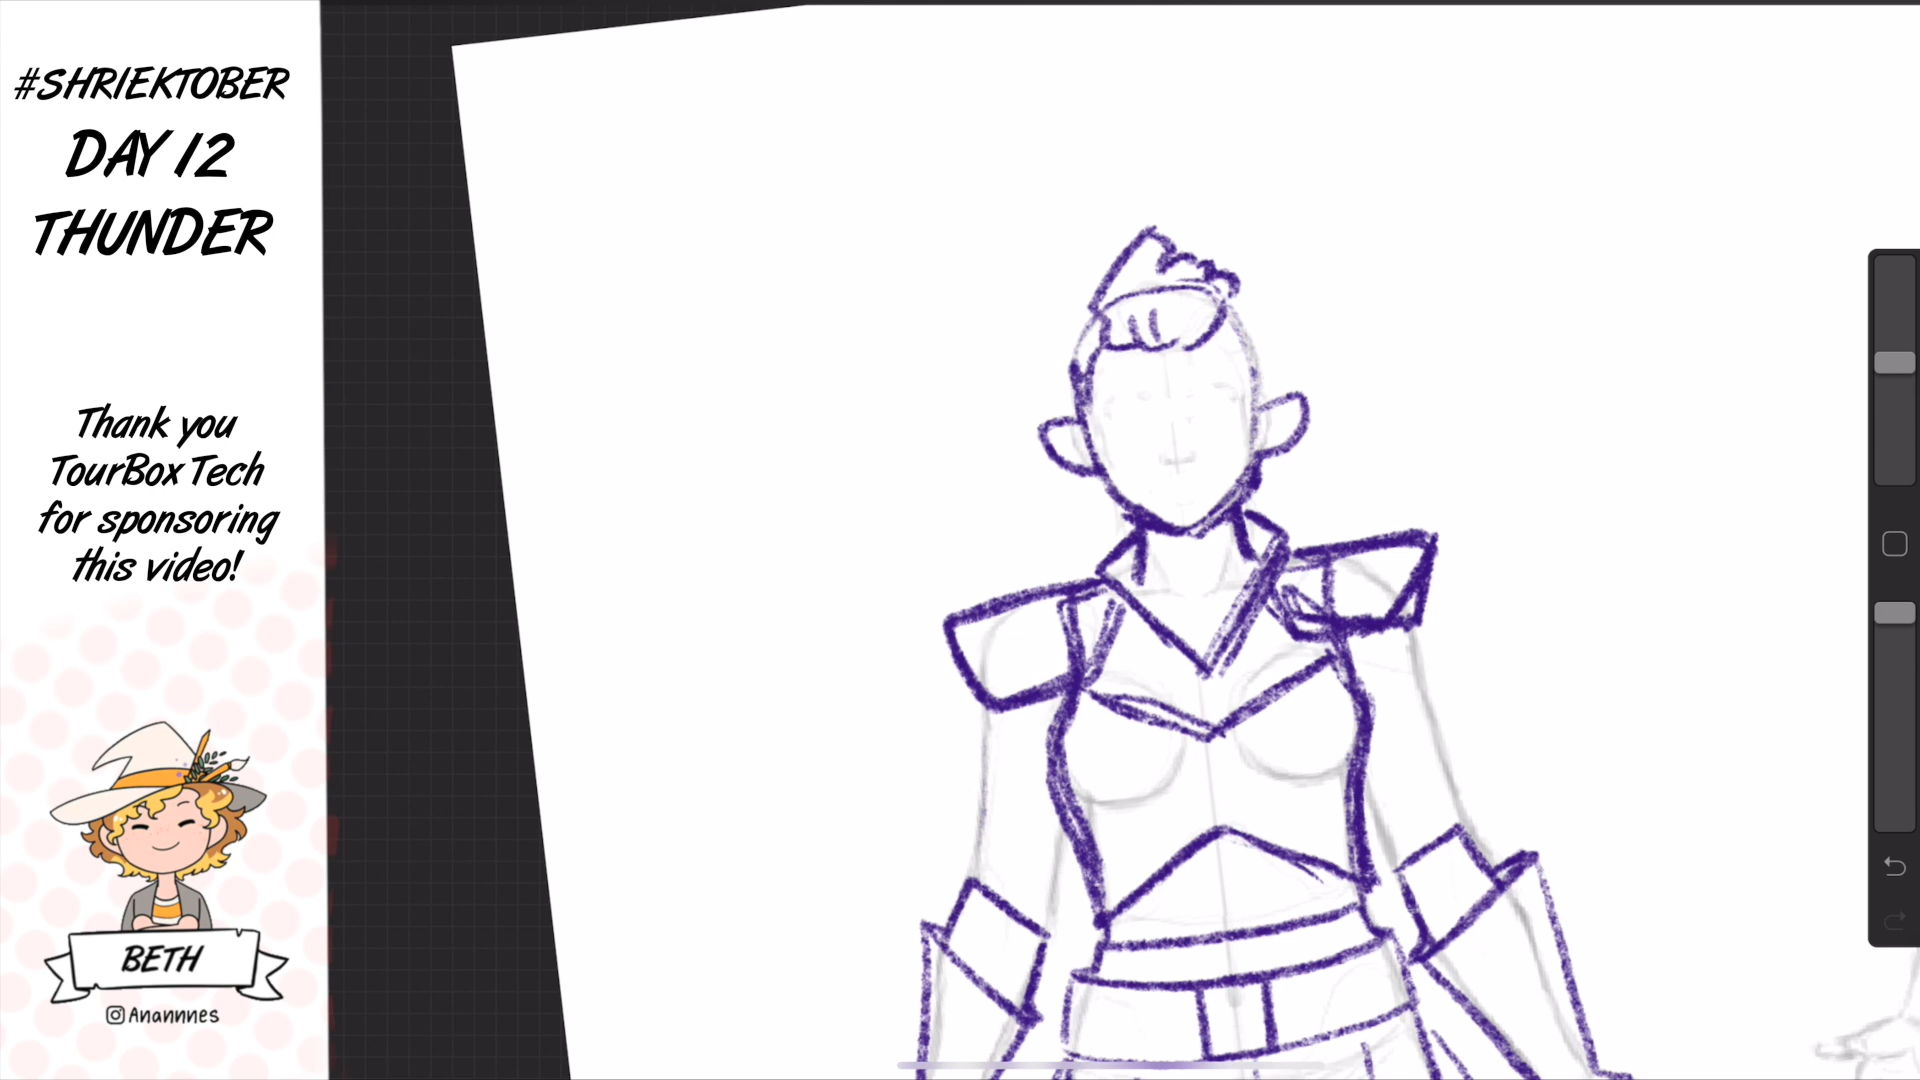 #SHRIEKTOBER
DAY 12
THUNDER
Thank you
TourBox Tech
for sponsoring
this video!
BETH
Anannnes